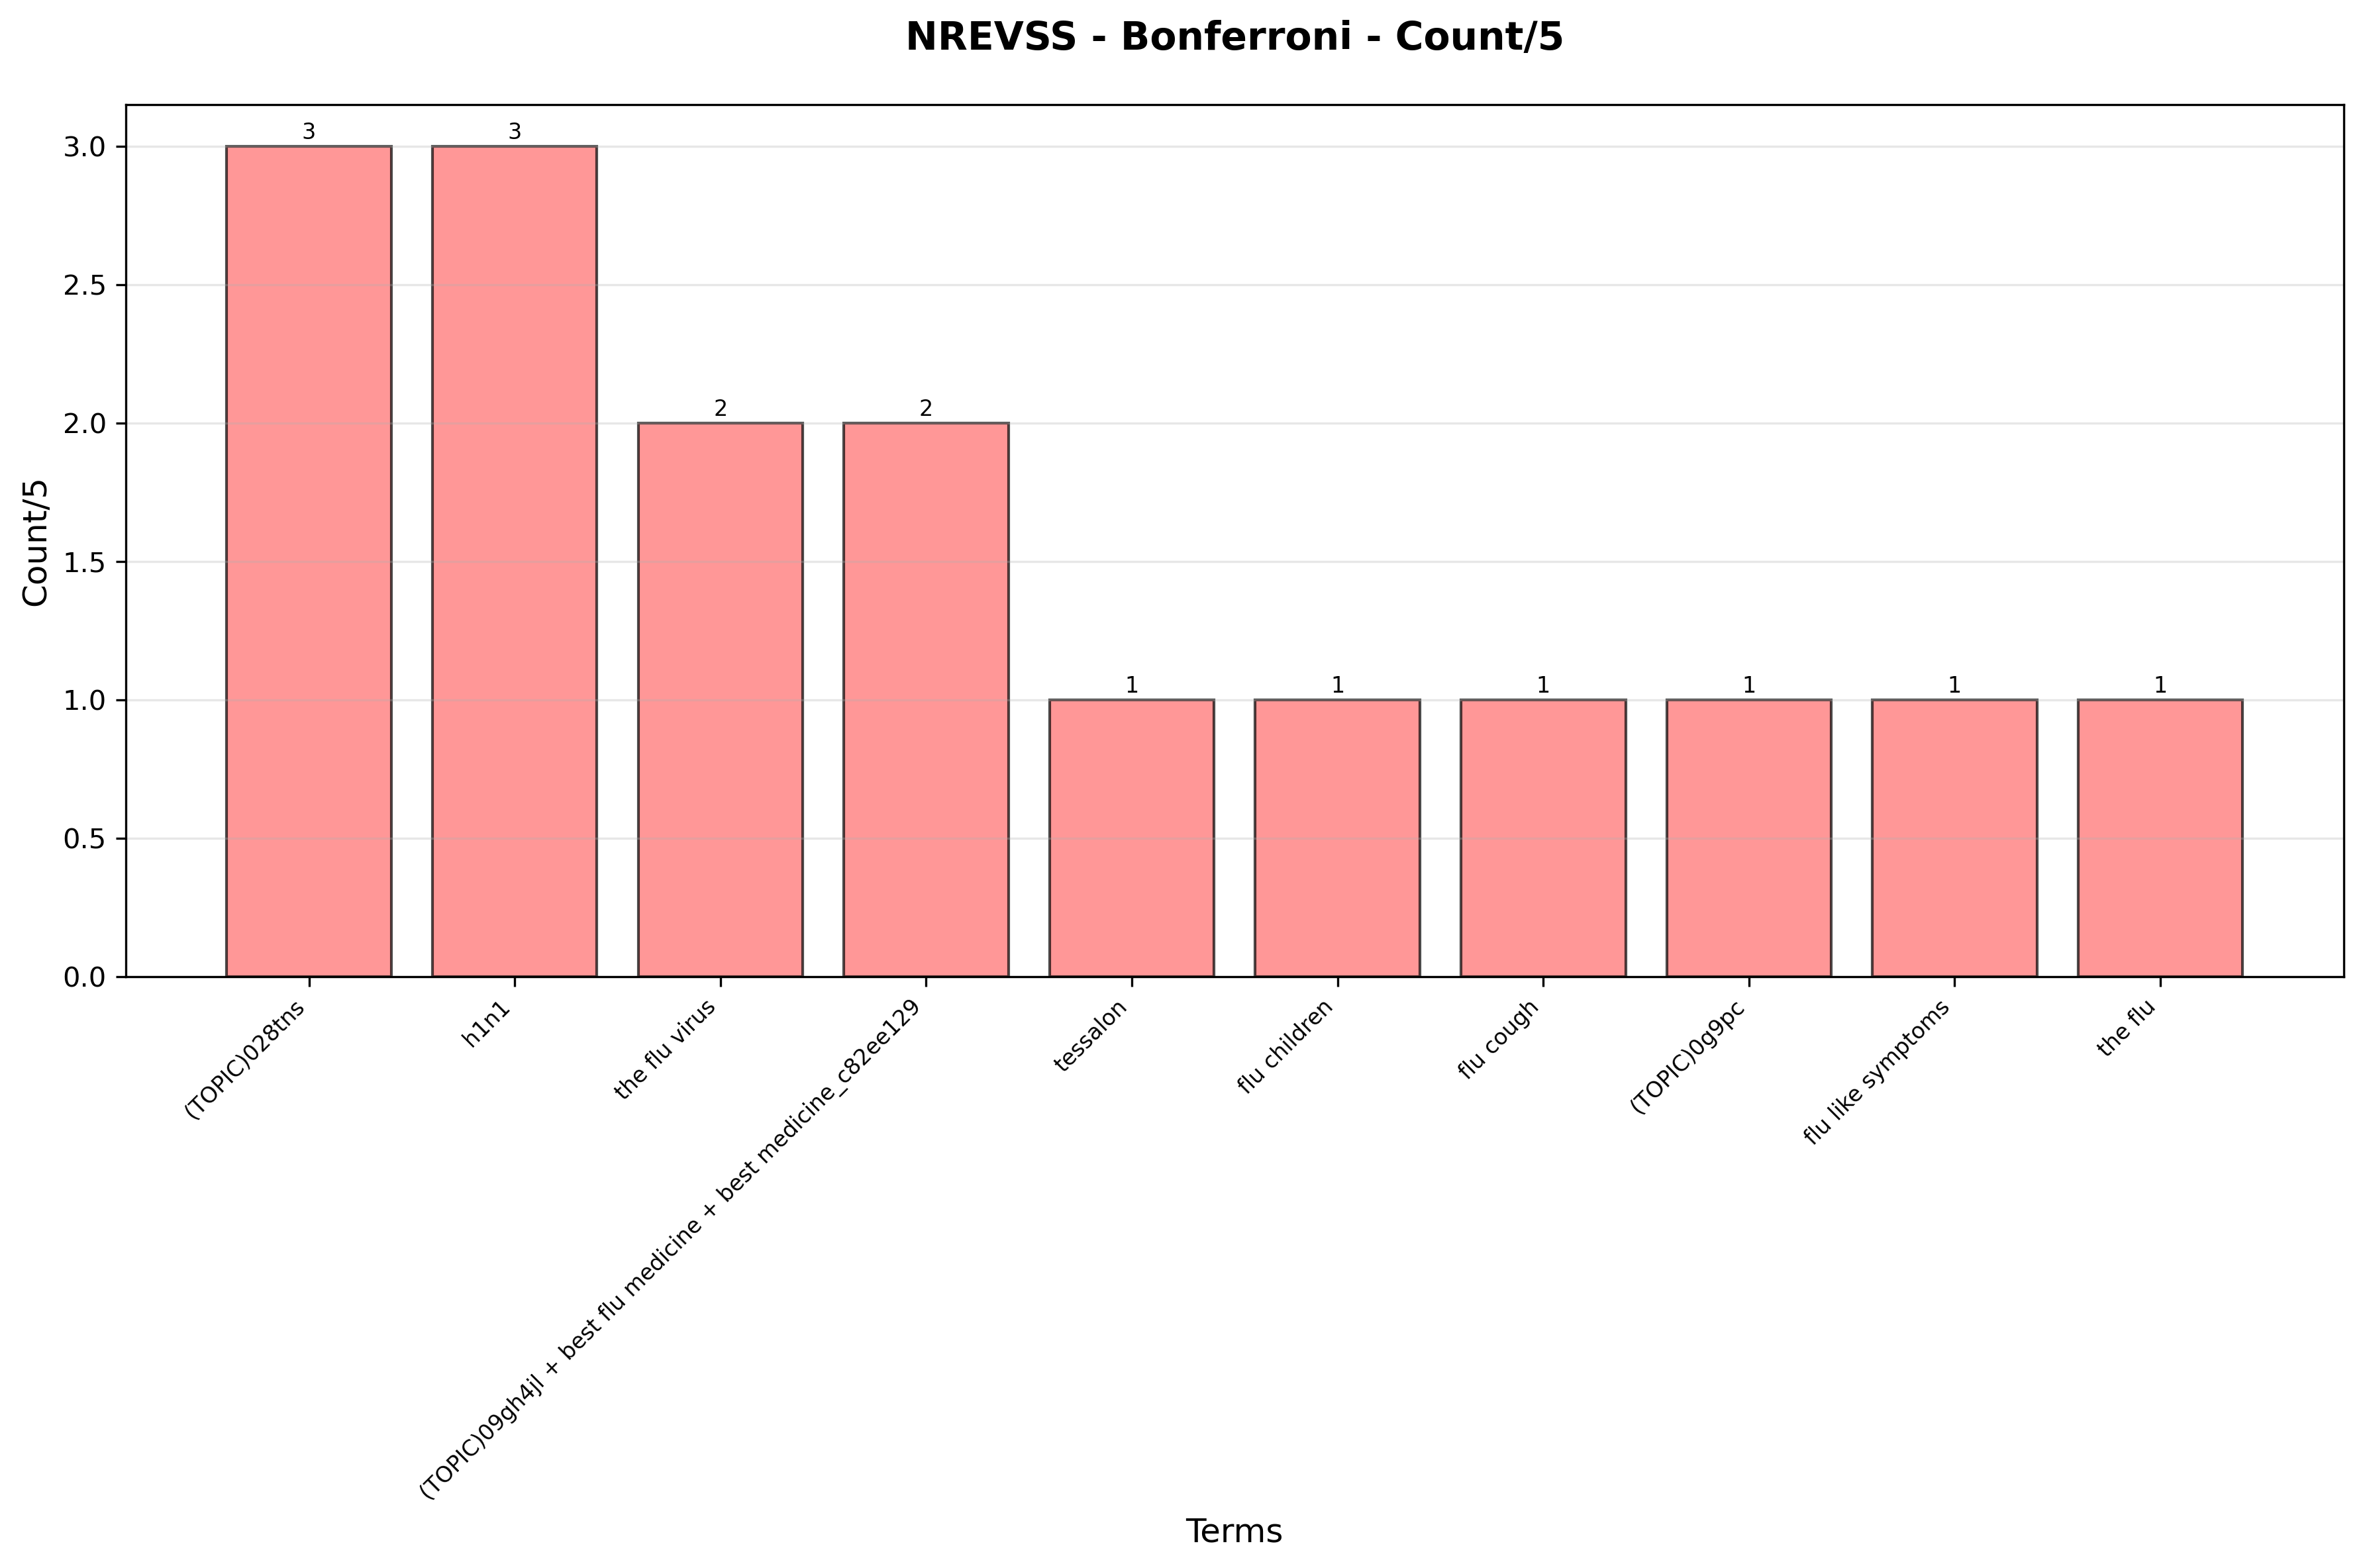 NREVSS - Bonferroni - Count/5
Count/5
3.0
2.5
2.0
1.5
1.0
0.5
0.0
3
3
2
2
1
1
1
1
1
1
(TOPIC)028tns
h1n1
the flu virus
(TOPIC)09gh4jl + best flu medicine + best medicine_c82ee129
tessalon
flu children
flu cough
(TOPIC)0g9pc
flu like symptoms
the flu
Terms